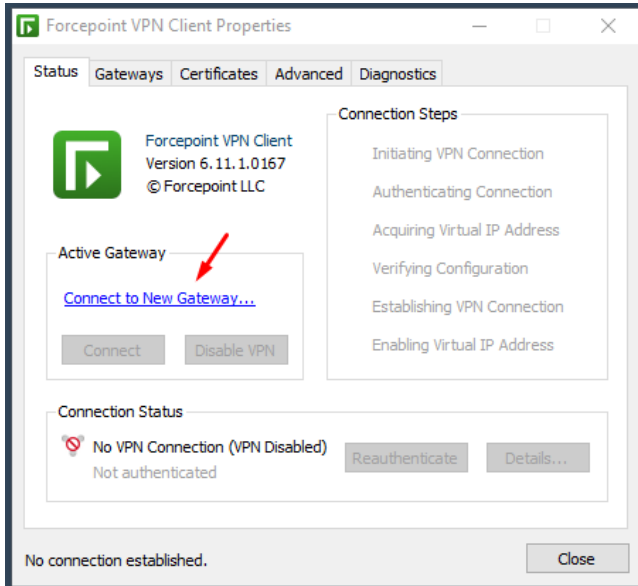 Forcepoint VPN Client Properties
Status Gateways Certificates Advanced Diagnostics
Forcepoint VPN Client
Version 6.11.1.0167
© Forcepoint LLC
Active Gateway
Connect to New Gateway...
Connect Disable VPN
Connection Steps
Initiating VPN Connection
Authenticating Connection
Acquiring Virtual IP Address
Verifying Configuration
Establishing VPN Connection
Enabling Virtual IP Address
Connection Status
No VPN Connection (VPN Disabled)
Not authenticated
Reauthenticate Details...
No connection established.
Close